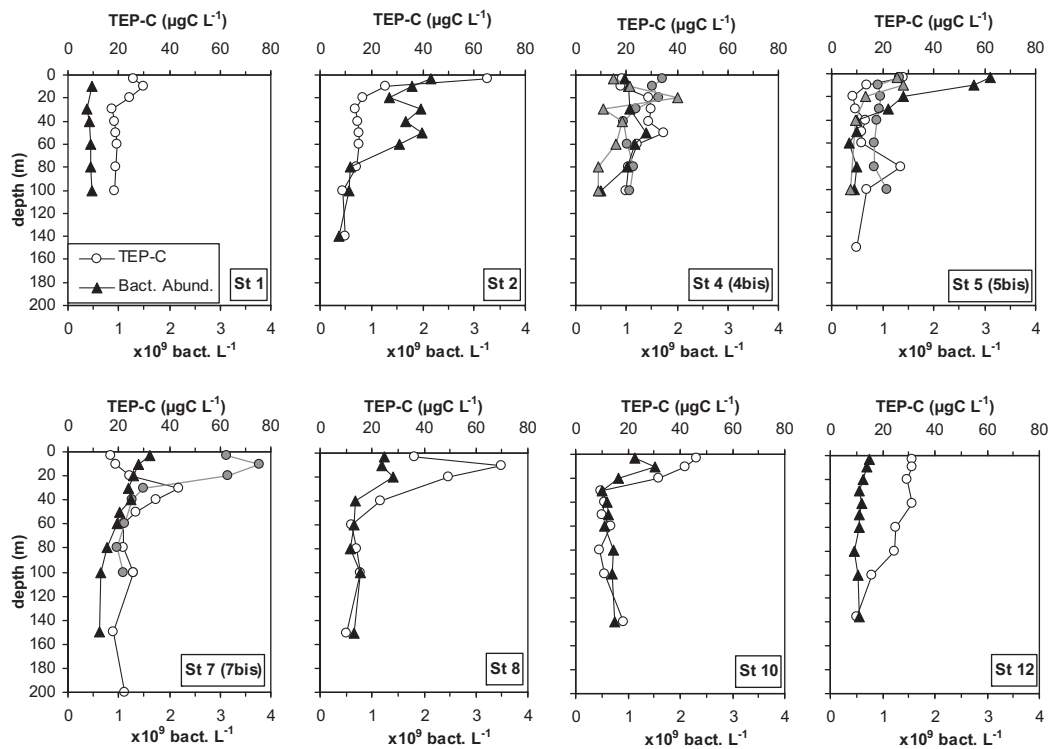 TEP-C (µgC L-1) TEP-C (µgC L-1) TEP-C (µgC L-1) TEP-C (µgC L-1)
0 20 40 60 80 0 20 40 60 80 0 20 40 60 80 0 20 40 60 80
0
20
40
60
80
100
120
140
160
180
200
depth (m)
TEP-C
Bact. Abund.
St 1
St 2
St 4 (4bis)
St 5 (5bis)
0 1 2 3 4 0 1 2 3 4 0 1 2 3 4 0 1 2 3 4
x10⁹ bact. L-1 x10⁹ bact. L-1 x10⁹ bact. L-1 x10⁹ bact. L-1
TEP-C (µgC L-1) TEP-C (µgC L-1) TEP-C (µgC L-1) TEP-C (µgC L-1)
0 20 40 60 80 0 20 40 60 80 0 20 40 60 80 0 20 40 60 80
0
20
40
60
80
100
120
140
160
180
200
depth (m)
St 7 (7bis)
St 8
St 10
St 12
0 1 2 3 4 0 1 2 3 4 0 1 2 3 4 0 1 2 3 4
x10⁹ bact. L-1 x10⁹ bact. L-1 x10⁹ bact. L-1 x10⁹ bact. L-1